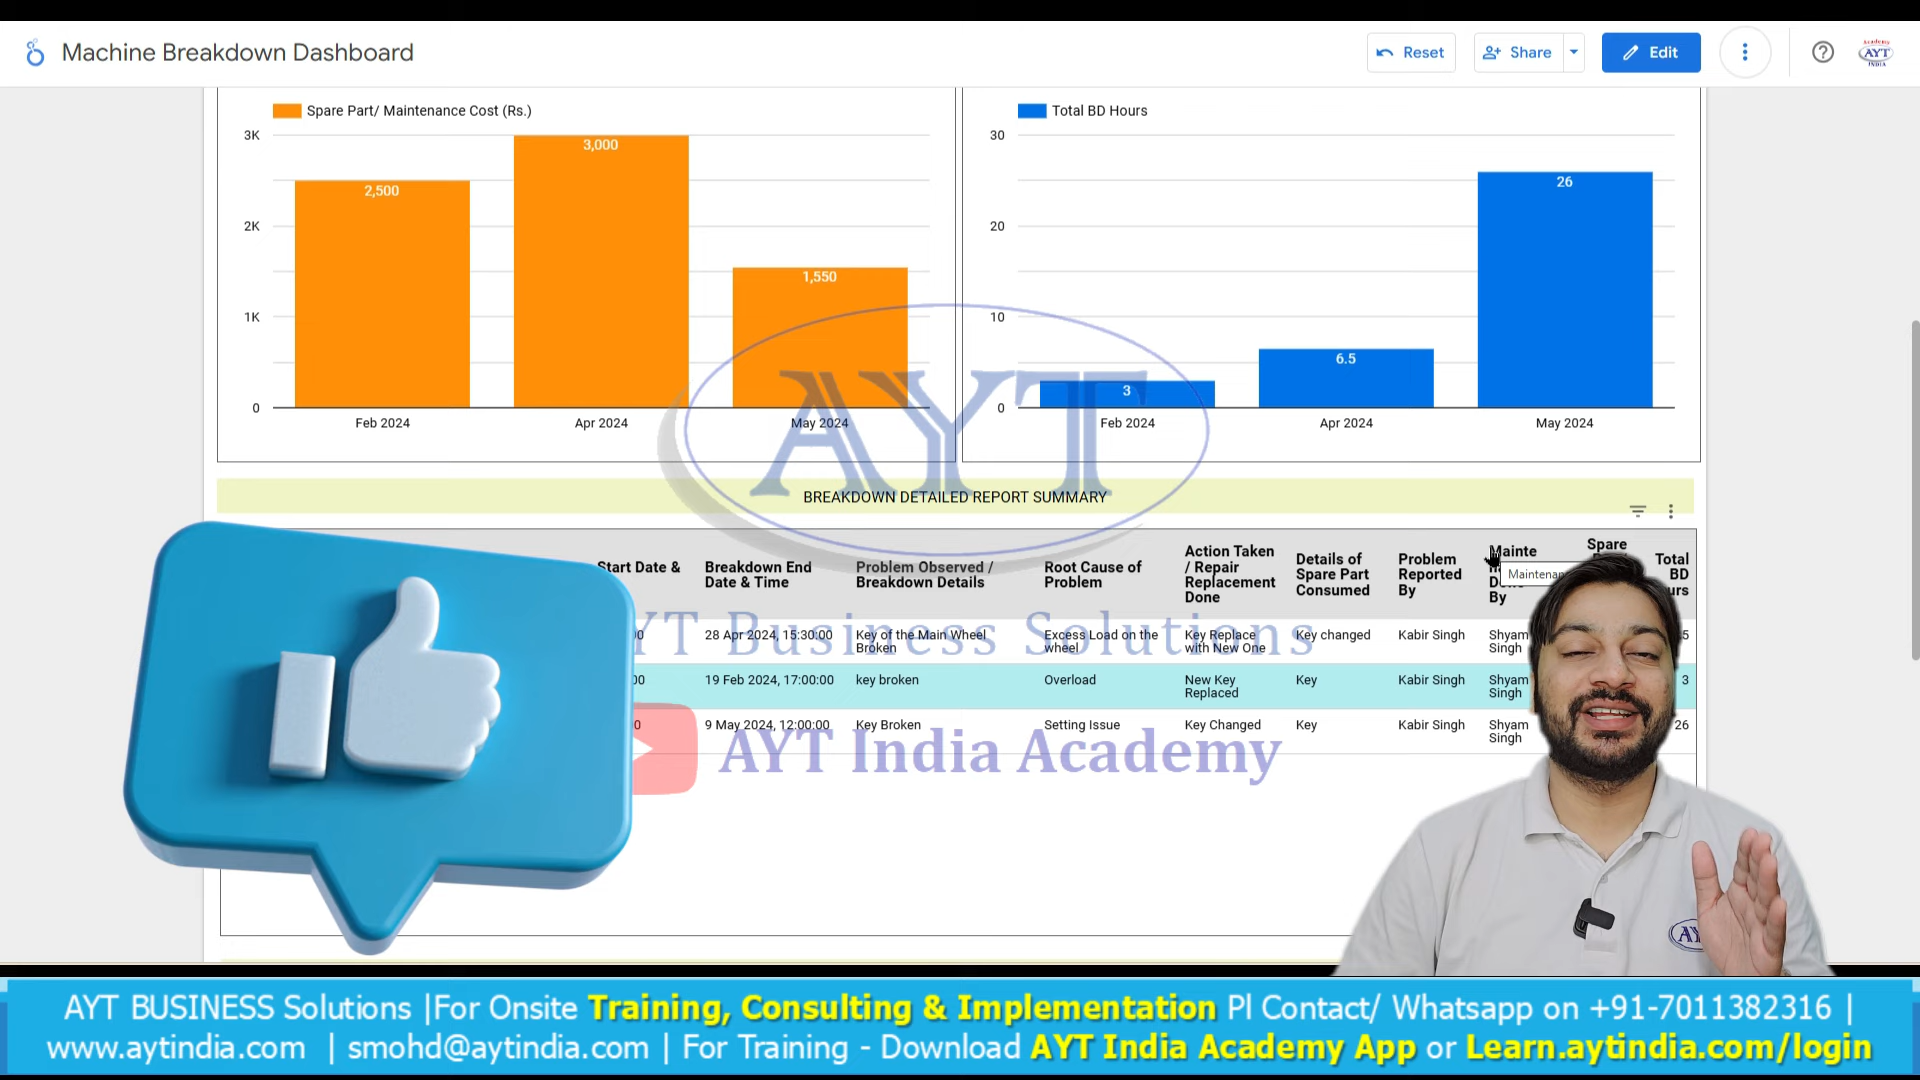 Machine Breakdown Dashboard
Reset
Share
Edit
Academy
AYT
INDIA
Spare Part/ Maintenance Cost (Rs.)
3K
2K
1K
0
2,500
3,000
1,550
Feb 2024
Apr 2024
May 2024
Total BD Hours
30
20
10
0
3
6.5
26
Feb 2024
Apr 2024
May 2024
AYT
BREAKDOWN DETAILED REPORT SUMMARY
Start Date &
Breakdown End
Date & Time
Problem Observed /
Breakdown Details
Root Cause of
Problem
Action Taken
/ Repair
Replacement
Done
Details of
Spare Part
Consumed
Problem
Reported
By
Mainte
By
Spare
Total
BD
urs
28 Apr 2024, 15:30:00
Key of the Main Wheel
Broken
Excess Load on the
wheel
Key Replace
with New One
Key changed
Kabir Singh
Shyam
Singh
19 Feb 2024, 17:00:00
key broken
Overload
New Key
Replaced
Key
Kabir Singh
Shyam
Singh
3
9 May 2024, 12:00:00
Key Broken
Setting Issue
Key Changed
Key
Kabir Singh
Shyam
Singh
26
YT Business Solutions
AYT India Academy
AYT BUSINESS Solutions |For Onsite Training, Consulting & Implementation Pl Contact/ Whatsapp on +91-7011382316 |
www.aytindia.com | smohd@aytindia.com | For Training - Download AYT India Academy App or Learn.aytindia.com/login